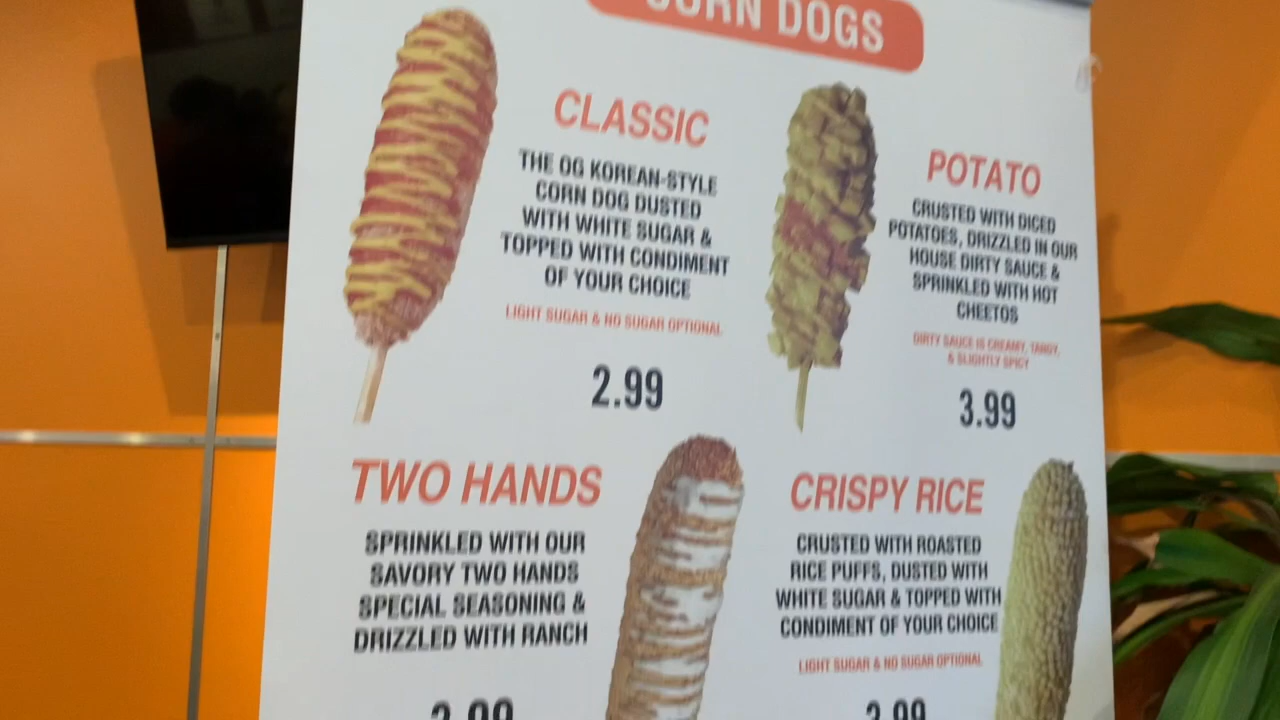 CORN DOGS
CLASSIC
THE OG KOREAN-STYLE
CORN DOG DUSTED
WITH WHITE SUGAR &
TOPPED WITH CONDIMENT
OF YOUR CHOICE
LIGHT SUGAR & NO SUGAR OPTIONAL
2.99
POTATO
CRUSTED WITH DICED
POTATOES, DRIZZLED IN OUR
HOUSE DIRTY SAUCE &
SPRINKLED WITH HOT
CHEETOS
DIRTY SAUCE IS CREAMY, TANGY,
& SLIGHTLY SPICY
3.99
TWO HANDS
SPRINKLED WITH OUR
SAVORY TWO HANDS
SPECIAL SEASONING &
DRIZZLED WITH RANCH
CRISPY RICE
CRUSTED WITH ROASTED
RICE PUFFS, DUSTED WITH
WHITE SUGAR & TOPPED WITH
CONDIMENT OF YOUR CHOICE
LIGHT SUGAR & NO SUGAR OPTIONAL